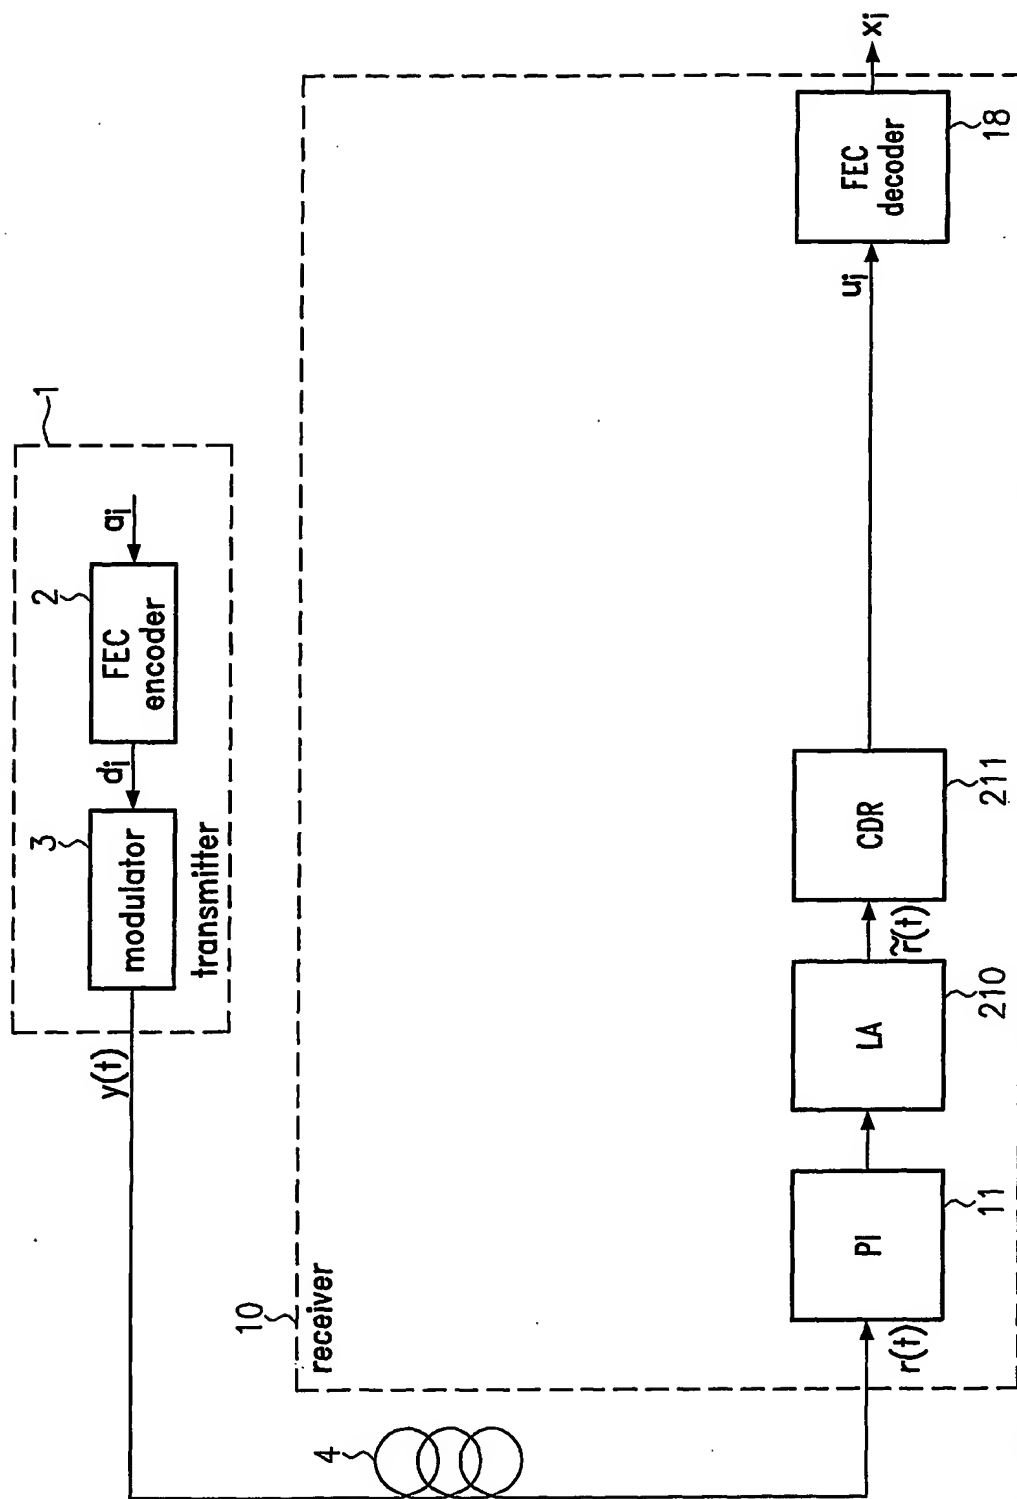 1
2
3
a_i
FEC
encoder
d_i
modulator
transmitter
y(t)
4
10
receiver
r(t)
PI
11
LA
210
r̃(t)
CDR
211
u_i
FEC
decoder
18
x_i